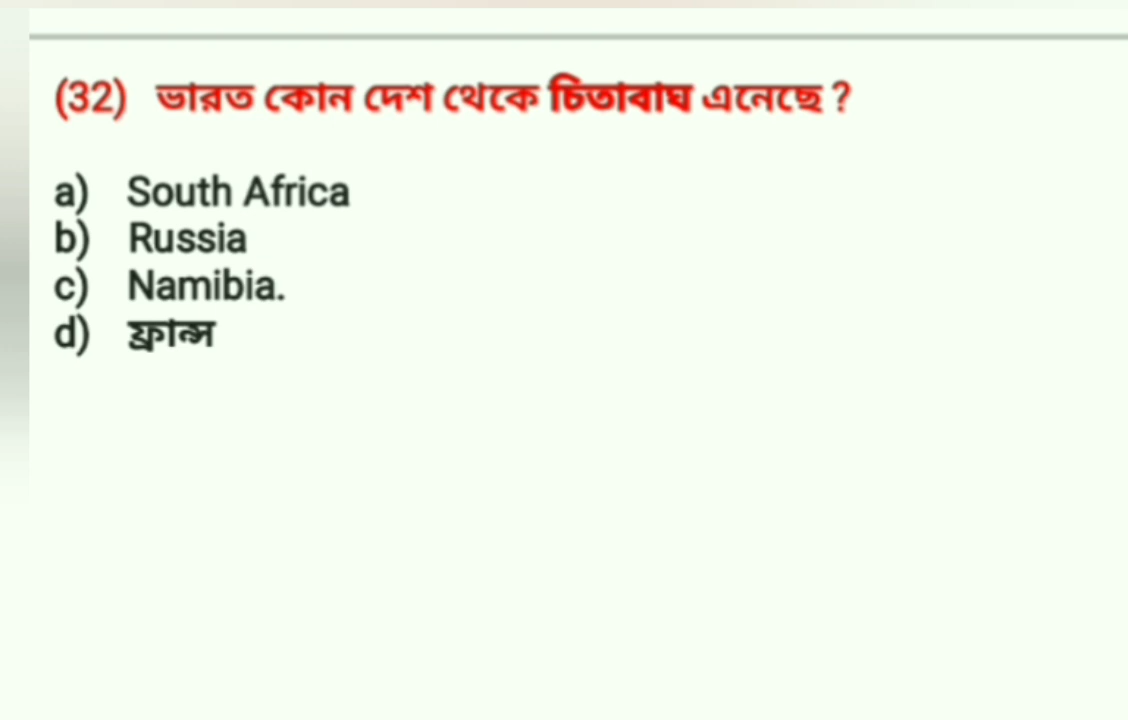 (32) ভারত কোন দেশ থেকে চিতাবাঘ এনেছে ?
a) South Africa
b) Russia
c) Namibia.
d) ফ্রান্স